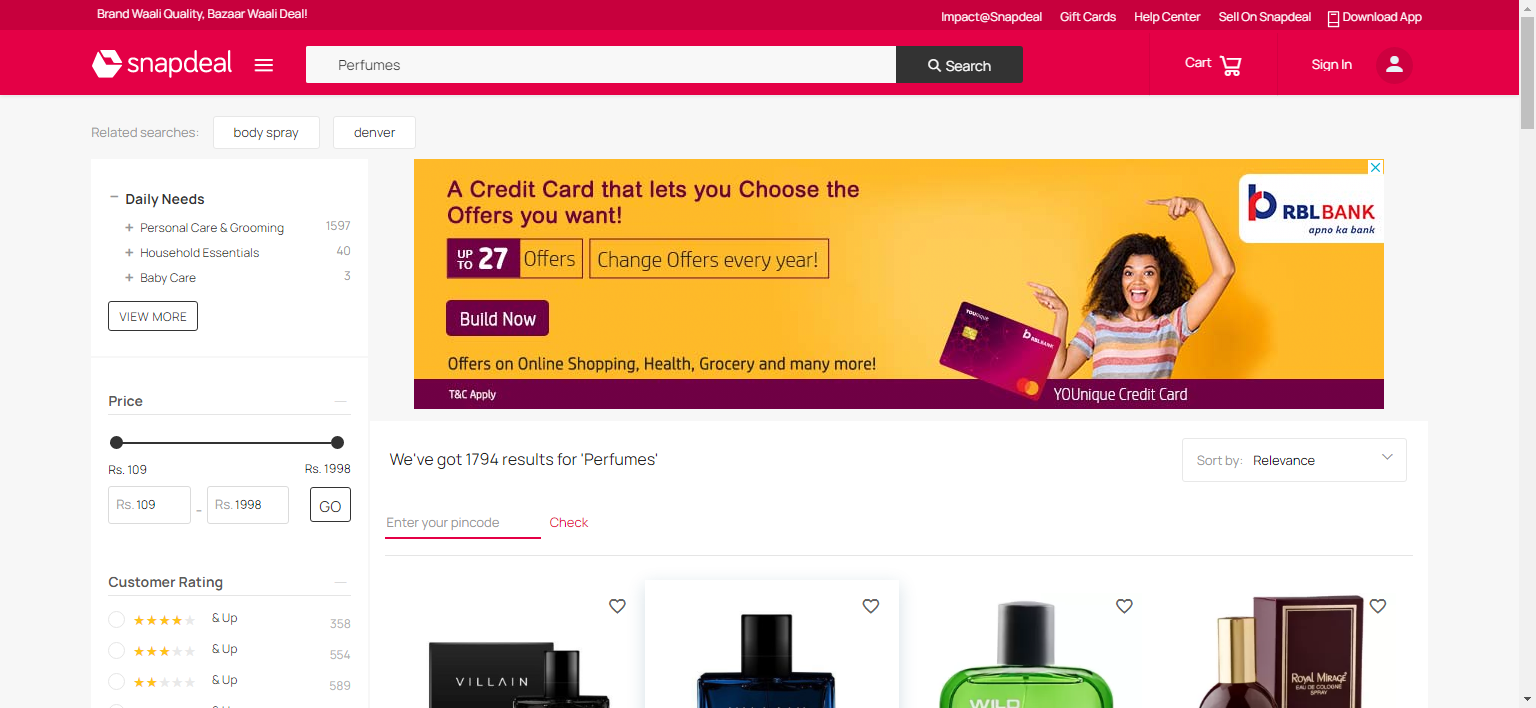 Brand Waali Quality, Bazaar Waali Deal!
Impact@Snapdeal Gift Cards Help Center Sell On Snapdeal Download App
snapdeal
Perfumes
Search
Cart
Sign In
Related searches:
body spray
denver
Daily Needs
Personal Care & Grooming 1597
Household Essentials 40
Baby Care 3
VIEW MORE
Price
Rs. 109 Rs. 1998
Rs. 109 - Rs. 1998 GO
Customer Rating
& Up 358
& Up 554
& Up 589
A Credit Card that lets you Choose the
Offers you want!
UP TO 27 Offers
Change Offers every year!
Build Now
Offers on Online Shopping, Health, Grocery and many more!
T&C Apply
YOUnique
RBLBANK
YOUnique Credit Card
RBLBANK
apno ka bank
We've got 1794 results for 'Perfumes'
Sort by: Relevance
Enter your pincode Check
VILLAIN
ROYAL MIRAGE
EAU DE COLOGNE
SPRAY